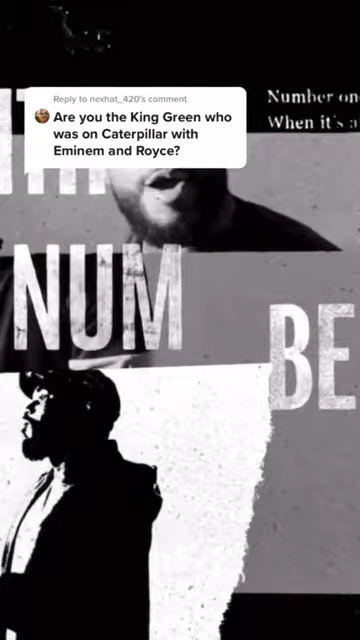 Reply to nexhat_420's comment
Are you the King Green who
was on Caterpillar with
Eminem and Royce?
Number on
When it's a
NUM
BE